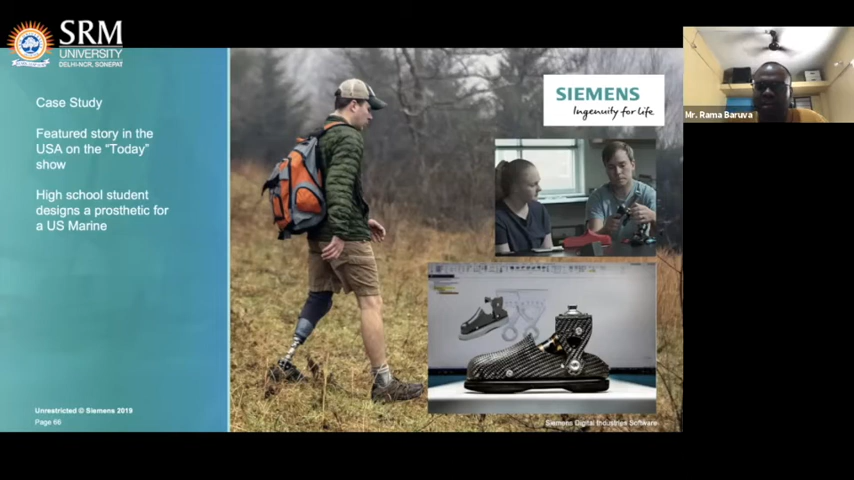 SRM
UNIVERSITY
DELHI-NCR, SONEPAT
Case Study
Featured story in the
USA on the “Today”
show
High school student
designs a prosthetic for
a US Marine
SIEMENS
Ingenuity for life
Mr. Rama Baruva
Unrestricted © Siemens 2019
Page 66
Siemens Digital Industries Software